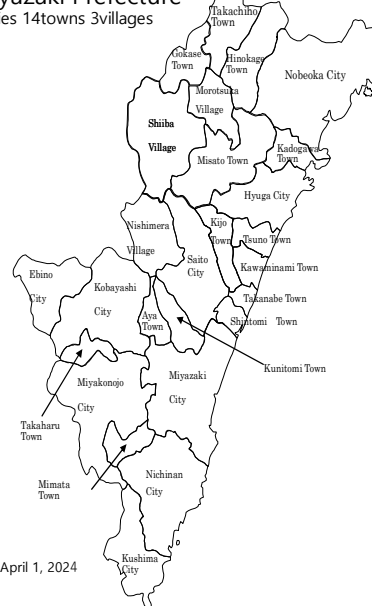 yazaki Prefecture
ies 14towns 3villages
Takachiho
Town
Gokase
Town
Hinokage
Town
Nobeoka City
Morotsuka
Village
Shiiba
Village
Misato Town
Kadogawa
Town
Hyuga City
Nishimera
Village
Kijo
Town
Tsuno Town
Saito
City
Kawaminami Town
Ebino
City
Kobayashi
City
Takanabe Town
Aya
Town
Shintomi Town
Kunitomi Town
Miyakonojo
City
Miyazaki
City
Takaharu
Town
Mimata
Town
Nichinan
City
Kushima
City
April 1, 2024